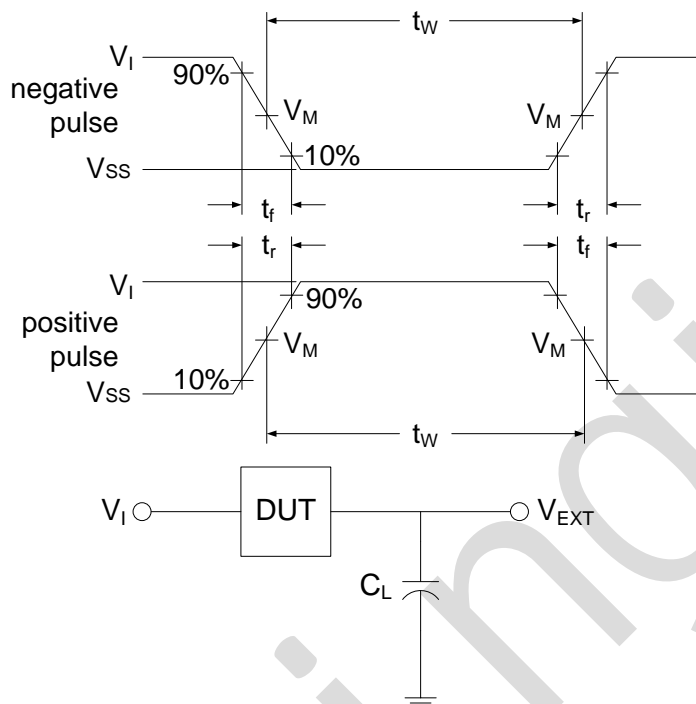 tW
VI
90%
negative
pulse
VM
VM
10%
VSS
tf
tr
tr
tf
VI
90%
positive
pulse
VM
VM
10%
VSS
tW
VI
DUT
VEXT
CL